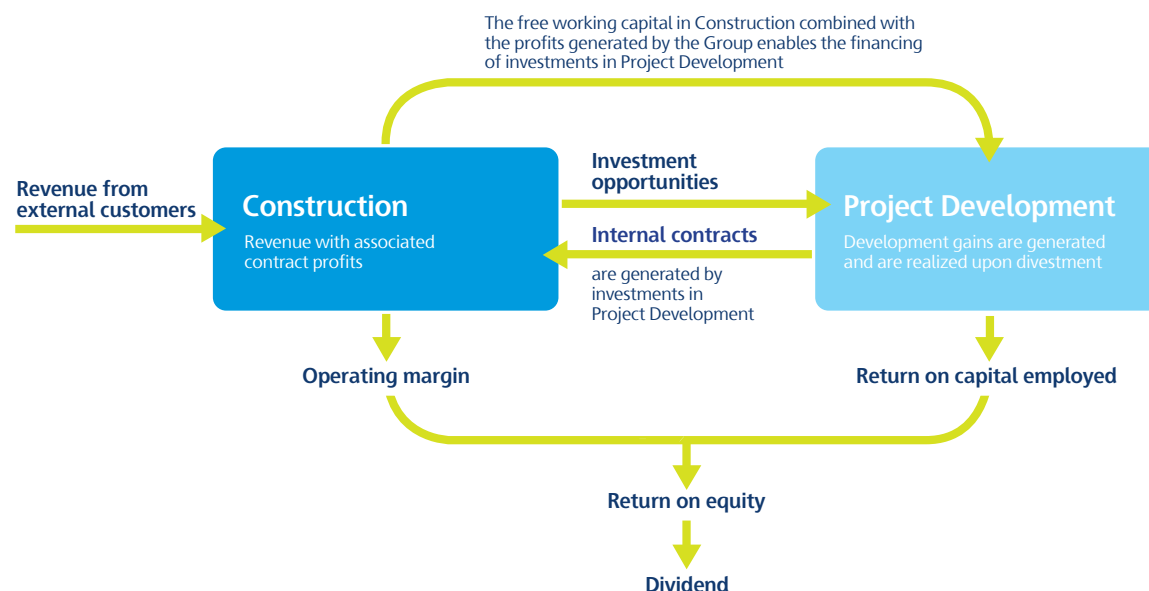 The free working capital in Construction combined with
the profits generated by the Group enables the financing
of investments in Project Development
Revenue from
external customers
Construction
Revenue with associated
contract profits
Investment
opportunities
Internal contracts
are generated by
investments in
Project Development
Project Development
Development gains are generated
and are realized upon divestment
Operating margin
Return on capital employed
Return on equity
Dividend